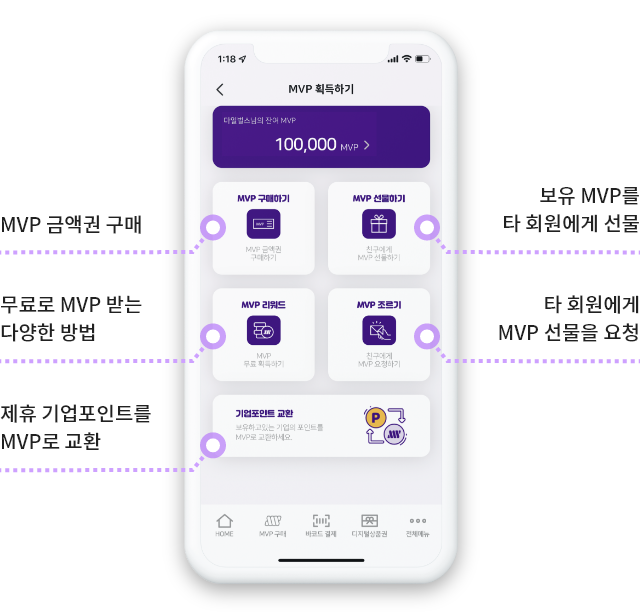 1:18
MVP 획득하기
마일벌스님의 잔여 MVP
100,000 MVP
보유 MVP를
타 회원에게 선물
MVP 금액권 구매
MVP 구매하기
MVP 금액권
구매하기
MVP 선물하기
친구에게
MVP 선물하기
무료로 MVP 받는
다양한 방법
타 회원에게
MVP 선물을 요청
MVP 리워드
MVP
무료 획득하기
MVP 조르기
친구에게
MVP 요청하기
제휴 기업포인트를
MVP로 교환
기업포인트 교환
보유하고있는 기업의 포인트를
MVP로 교환하세요.
P
HOME
MVP 구매
바코드 결제
디지털상품권
전체메뉴